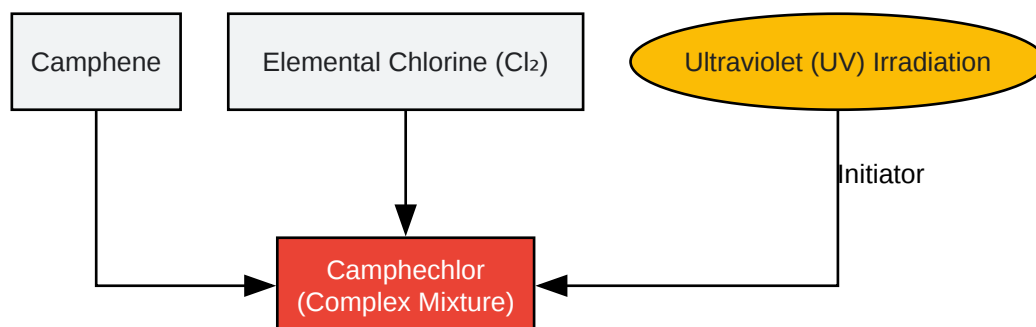 Camphene
Elemental Chlorine (Cl₂)
Ultraviolet (UV) Irradiation
Initiator
Camphechlor
(Complex Mixture)